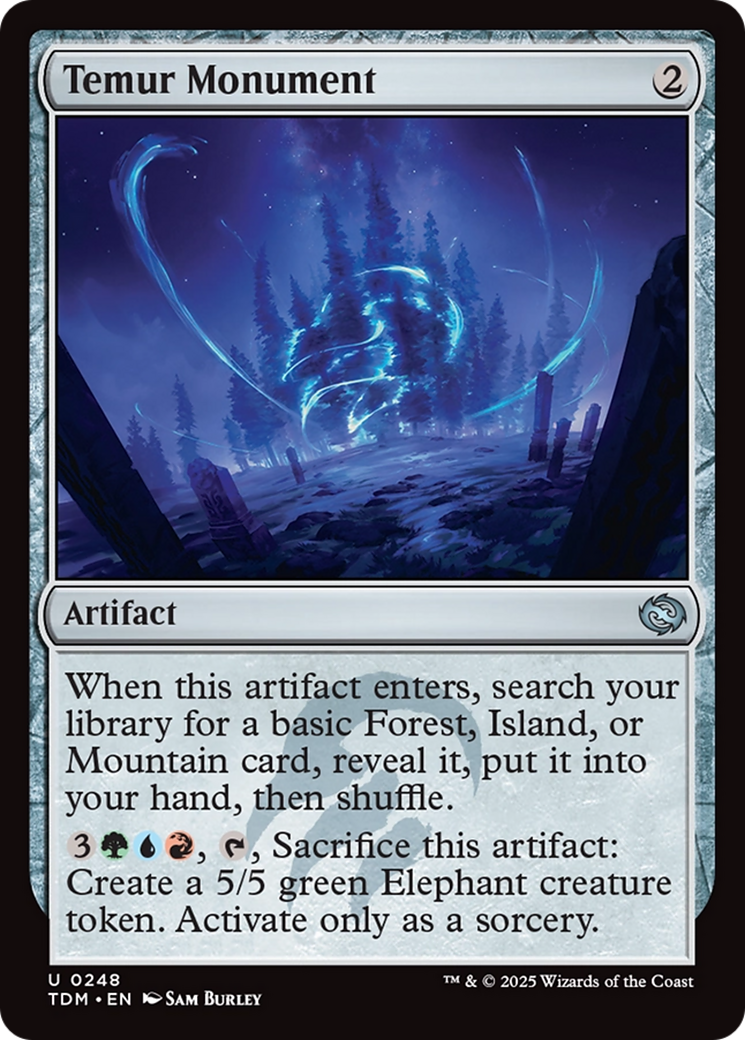 Temur Monument 2
Artifact
When this artifact enters, search your
library for a basic Forest, Island, or
Mountain card, reveal it, put it into
your hand, then shuffle.
3, , Sacrifice this artifact:
Create a 5/5 green Elephant creature
token. Activate only as a sorcery.
U 0248
TDM • EN Sam Burley
™ & © 2025 Wizards of the Coast